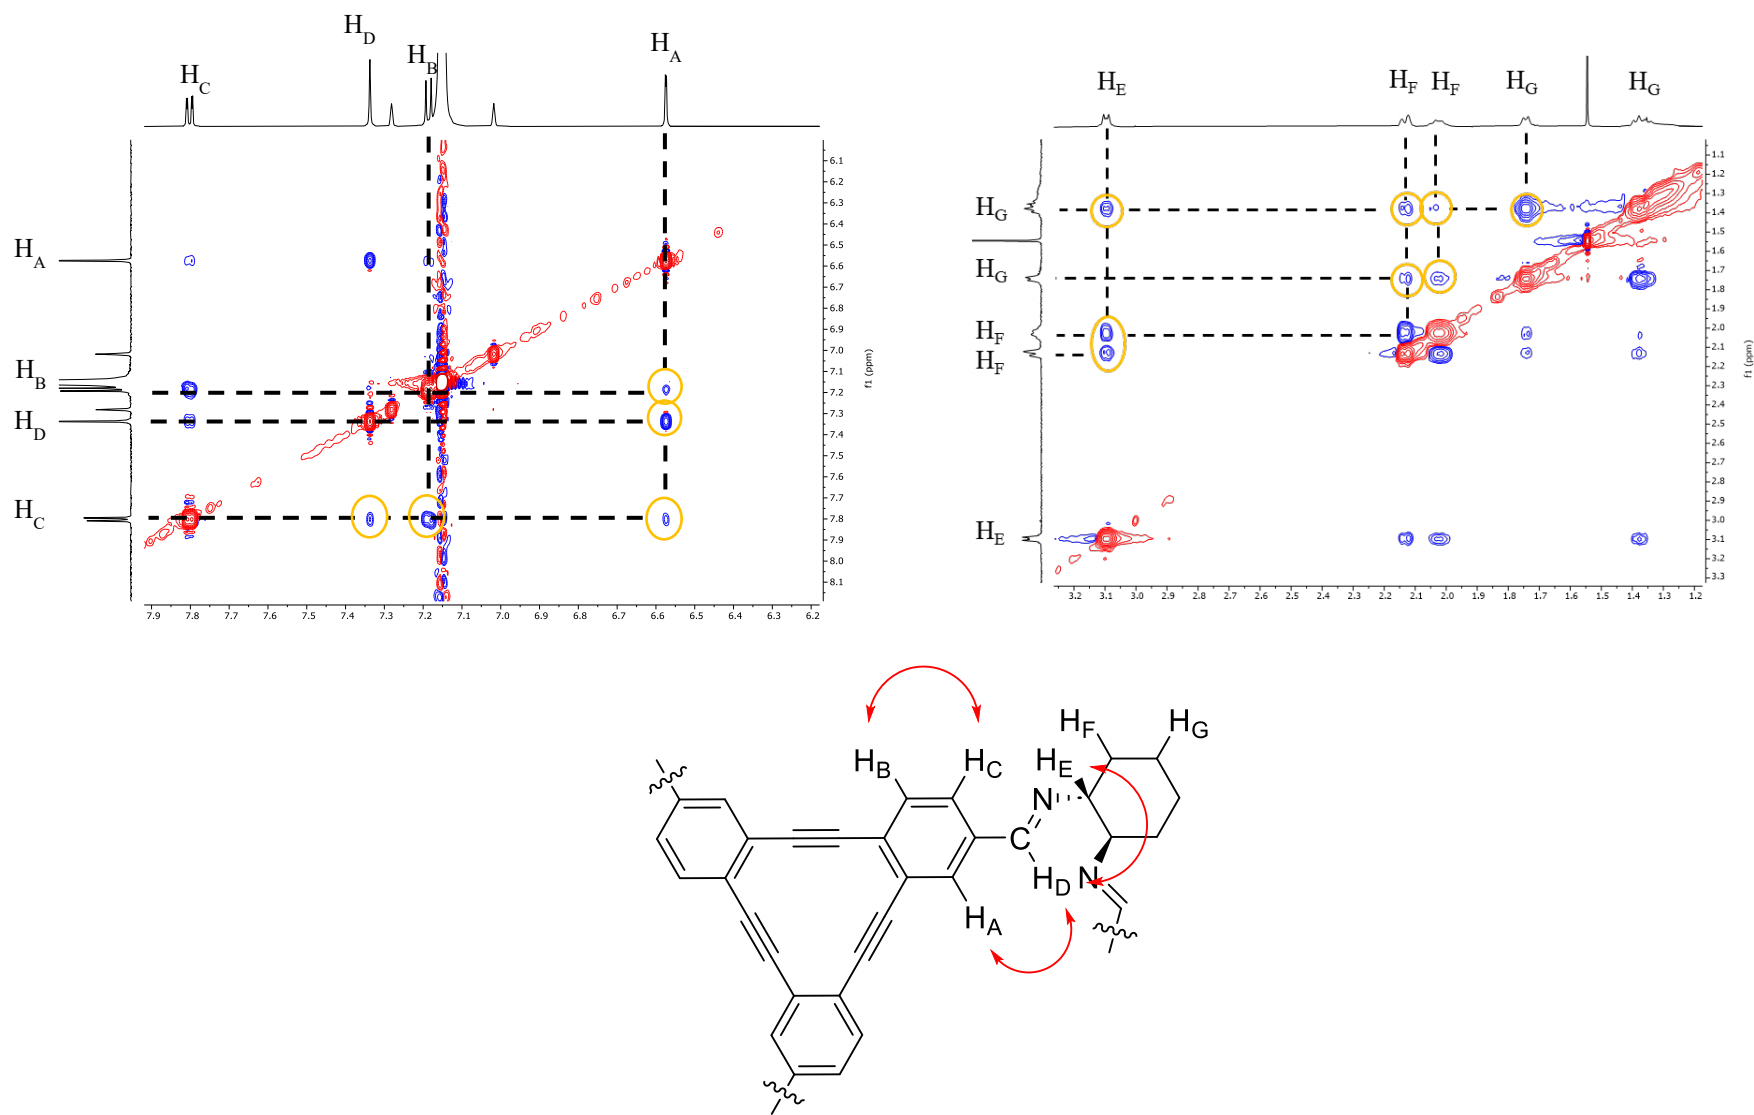 H_D
H_B
H_A
H_C
H_E
H_F
H_F
H_G
H_G
H_A
H_B
H_D
H_C
6.1
6.2
6.3
6.4
6.5
6.6
6.7
6.8
6.9
7.0
7.1
7.2
7.3
7.4
7.5
7.6
7.7
7.8
7.9
8.0
8.1
f1 (ppm)
7.9 7.8 7.7 7.6 7.5 7.4 7.3 7.2 7.1 7.0 6.9 6.8 6.7 6.6 6.5 6.4 6.3 6.2
H_G
H_G
H_F
H_F
H_E
1.1
1.2
1.3
1.4
1.5
1.6
1.7
1.8
1.9
2.0
2.1
2.2
2.3
2.4
2.5
2.6
2.7
2.8
2.9
3.0
3.1
3.2
3.3
f1 (ppm)
3.2 3.1 3.0 2.9 2.8 2.7 2.6 2.5 2.4 2.3 2.2 2.1 2.0 1.9 1.8 1.7 1.6 1.5 1.4 1.3 1.2
H_F H_G
H_B H_C H_E
N
C
H_D N
H_A